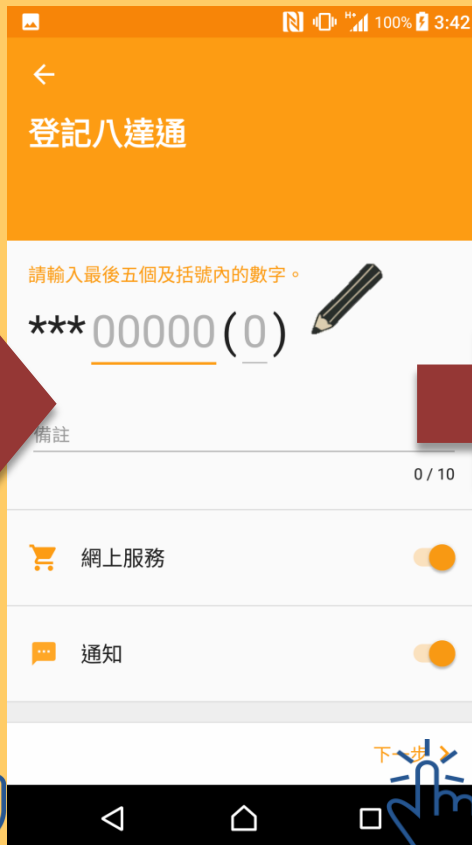 H+ 100% 3:42
登記八達通
請輸入最後五個及括號內的數字。
***00000(0)
備註
0 / 10
網上服務
通知
下一步